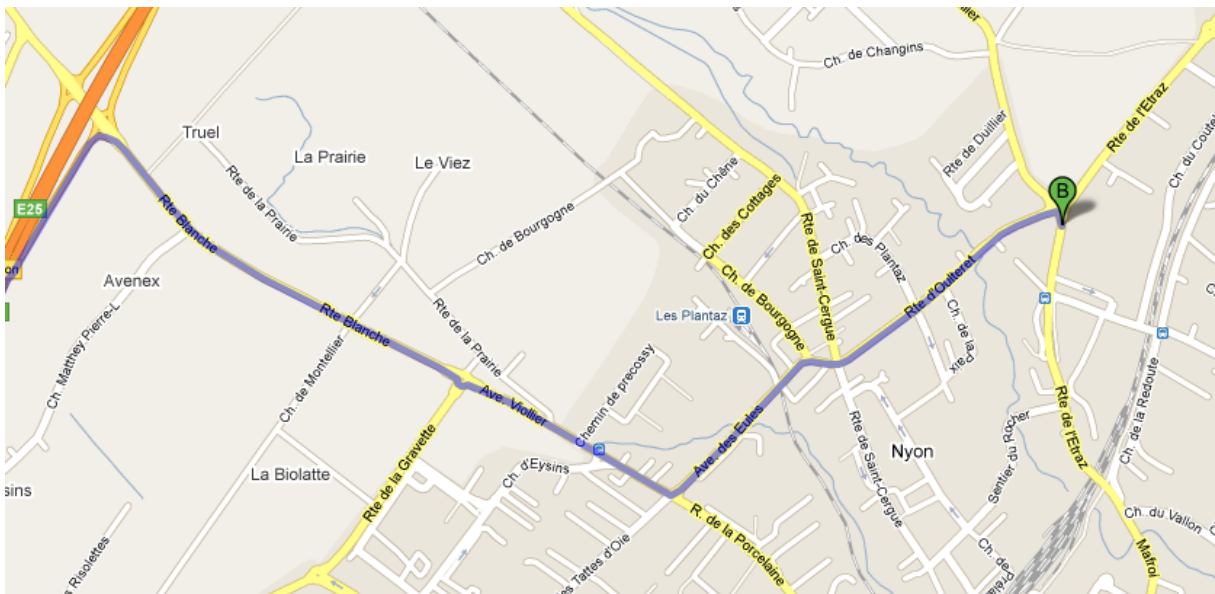 Ch. de Changins
Rte de l'Etraz
Truel
La Prairie
Le Viez
Rte de Duillier
Ch. du Coutel
B
Ch. du Chêne
Rte de la Prairie
Ch. des Cottages
E25
Rte Blanche
Ch. de Bourgogne
Rte de Saint-Cergue
Ch. des Plantaz
Avenex
Ch. de Bourgogne
Rte d'Oulteret
Rte Blanche
Les Plantaz
Ch. de la Paix
Ch. Matthey Pierre-L
Ch. de Montellier
Rte de la Prairie
Chemin de precossy
Ch. de la Redoute
Ave. Viollier
Rte de l'Etraz
Ave. des Eules
Rte de Saint-Cergue
Nyon
Sentier du Rocher
La Biolatte
Rte de la Gravette
Ch. d'Eysins
sins
R. de la Porcelaine
Ch. du Vallon
Mafroi
es Tattes d'Oie
s Risolettes